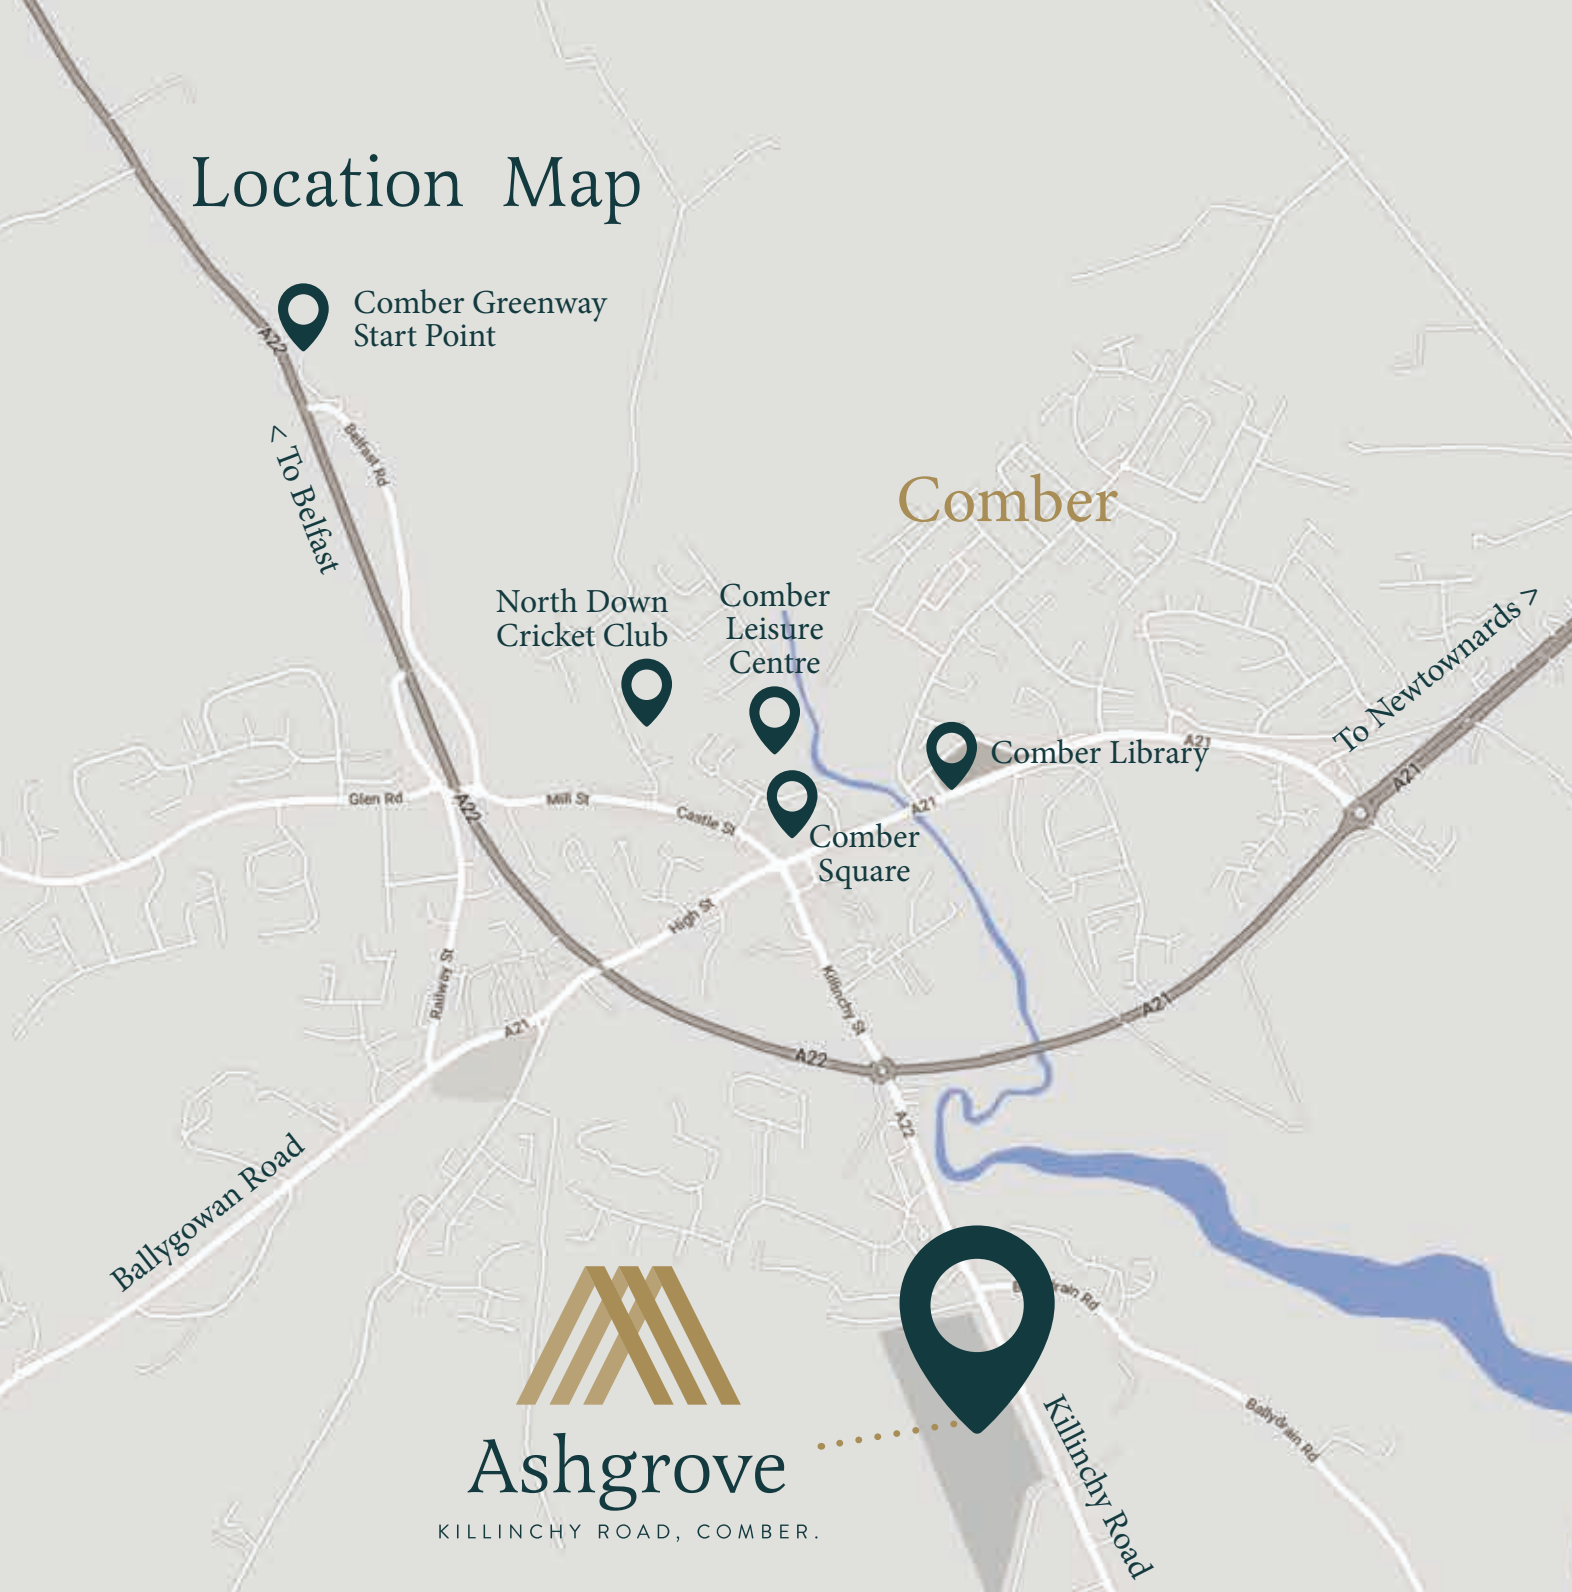 Location Map
Comber Greenway
Start Point
A22
Belfast Rd
< To Belfast
Comber
North Down
Cricket Club
Comber
Leisure
Centre
To Newtownards >
Comber Library
A21
A21
A21
Glen Rd
A22
Mill St
Castle St
Comber
Square
High St
Railway St
Killinchy St
A21
A21
A22
A22
Ballygowan Road
Ballydrain Rd
Killinchy Road
Ashgrove
KILLINCHY ROAD, COMBER.